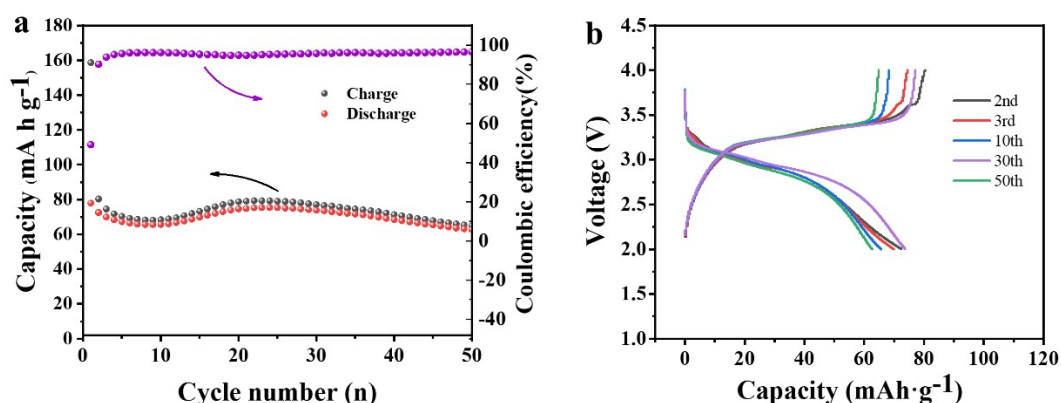 a
180
160
140
120
100
80
60
40
20
0
Capacity (mA h g-1)
0
10
20
30
40
50
Cycle number (n)
100
80
60
40
20
0
-20
-40
Coulombic efficiency(%)
Charge
Discharge
b
4.5
4.0
3.5
3.0
2.5
2.0
1.5
1.0
Voltage (V)
0
20
40
60
80
100
120
Capacity (mAh·g⁻¹)
2nd
3rd
10th
30th
50th